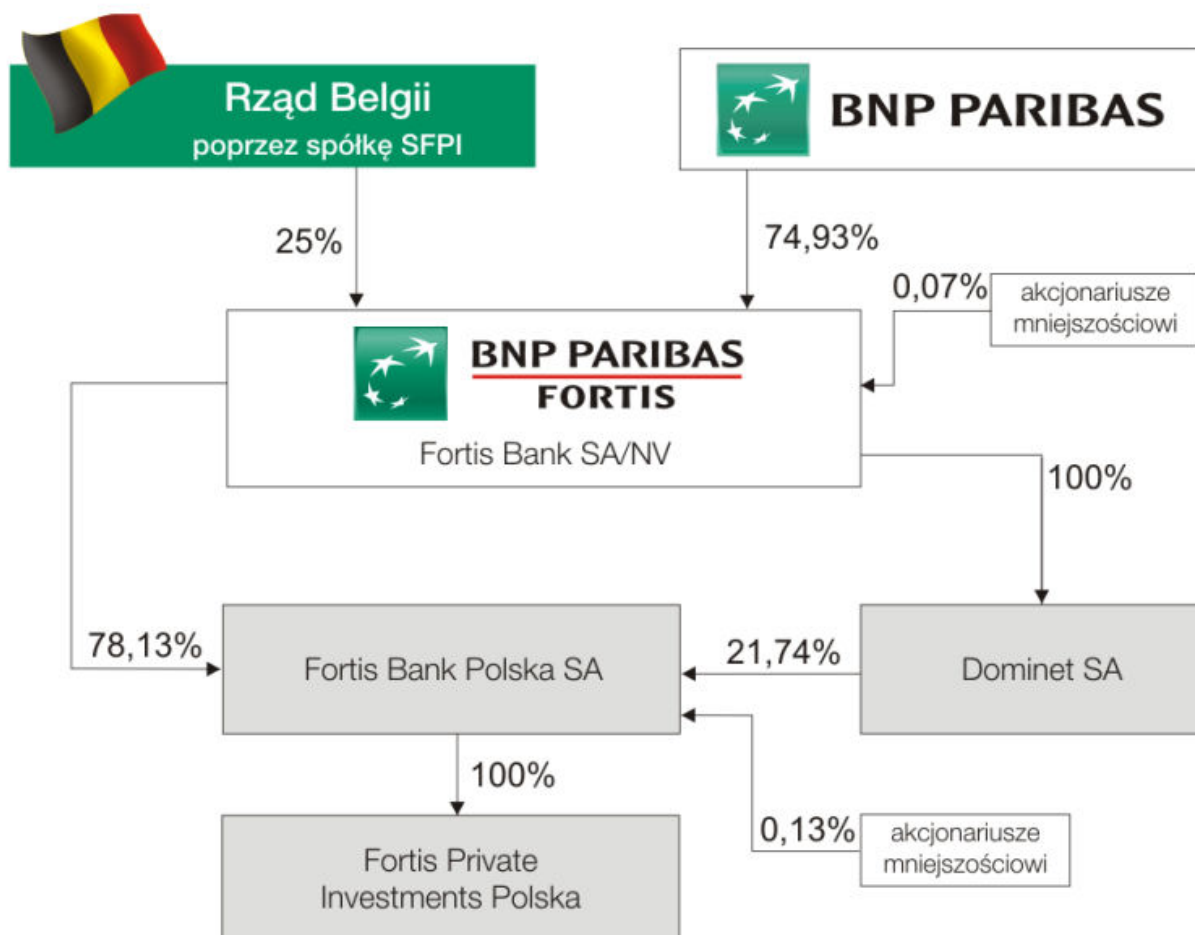 Rząd Belgii
poprzez spółkę SFPI
BNP PARIBAS
25%
74,93%
0,07%
akcjonariusze
mniejszościowi
BNP PARIBAS
FORTIS
Fortis Bank SA/NV
100%
78,13%
Fortis Bank Polska SA
21,74%
Dominet SA
100%
0,13%
akcjonariusze
mniejszościowi
Fortis Private
Investments Polska